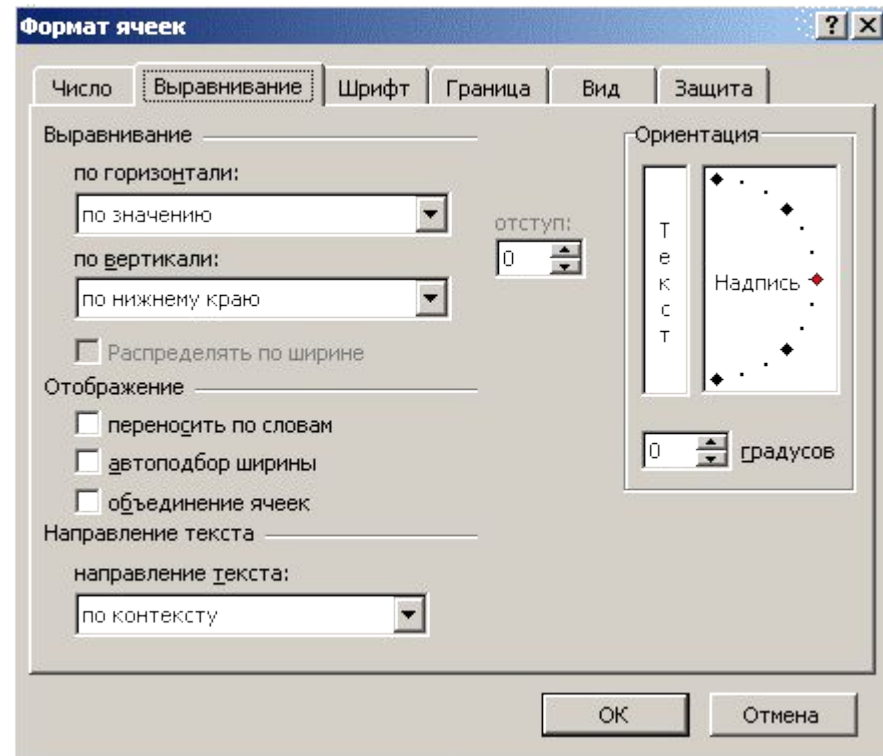 Формат ячеек
Число Выравнивание Шрифт Граница Вид Защита
Выравнивание
по горизонтали:
по значению
отступ:
0
по вертикали:
по нижнему краю
Распределять по ширине
Отображение
переносить по словам
автоподбор ширины
объединение ячеек
Направление текста
направление текста:
по контексту
Ориентация
Текст
Надпись
0 градусов
ОК Отмена